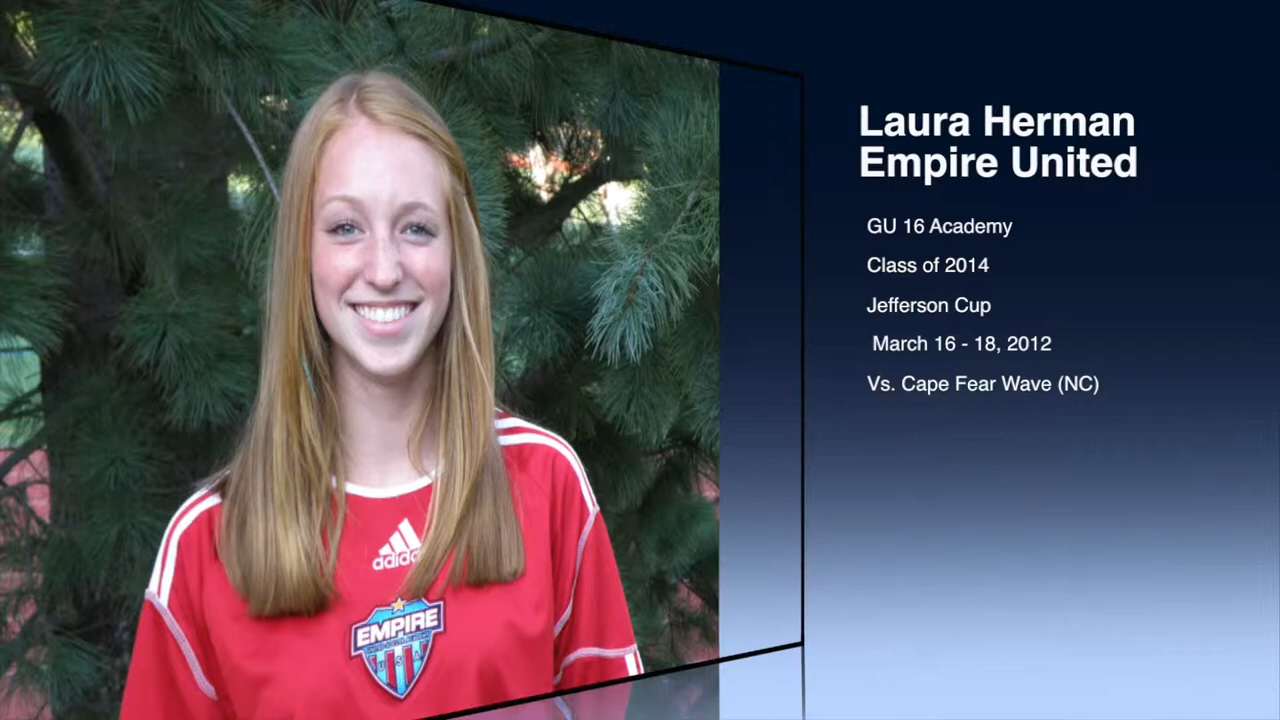 Laura Herman
Empire United
GU 16 Academy
Class of 2014
Jefferson Cup
March 16 - 18, 2012
Vs. Cape Fear Wave (NC)
adidas
EMPIRE
USA